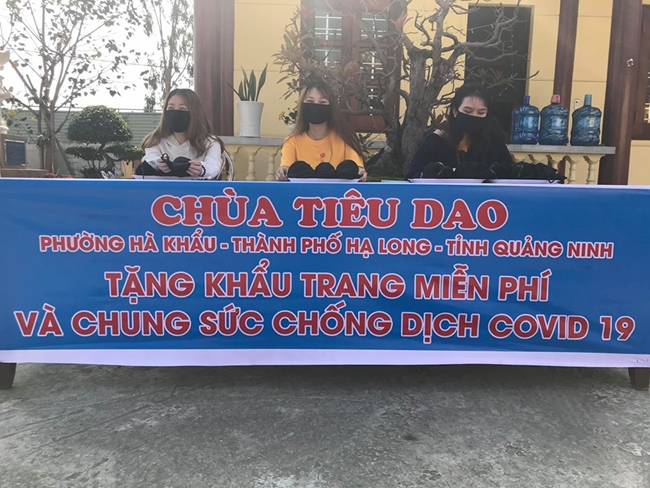 CHÙA TIÊU DAO
PHƯỜNG HÀ KHẨU - THÀNH PHỐ HẠ LONG - TỈNH QUẢNG NINH
TẶNG KHẨU TRANG MIỄN PHÍ
VÀ CHUNG SỨC CHỐNG DỊCH COVID 19